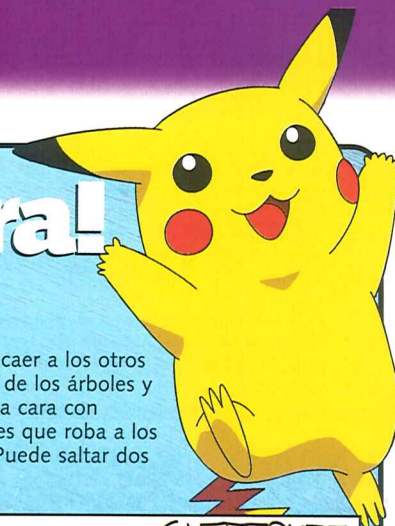 ra!
caer a los otros
de los árboles y
a cara con
es que roba a los
Puede saltar dos